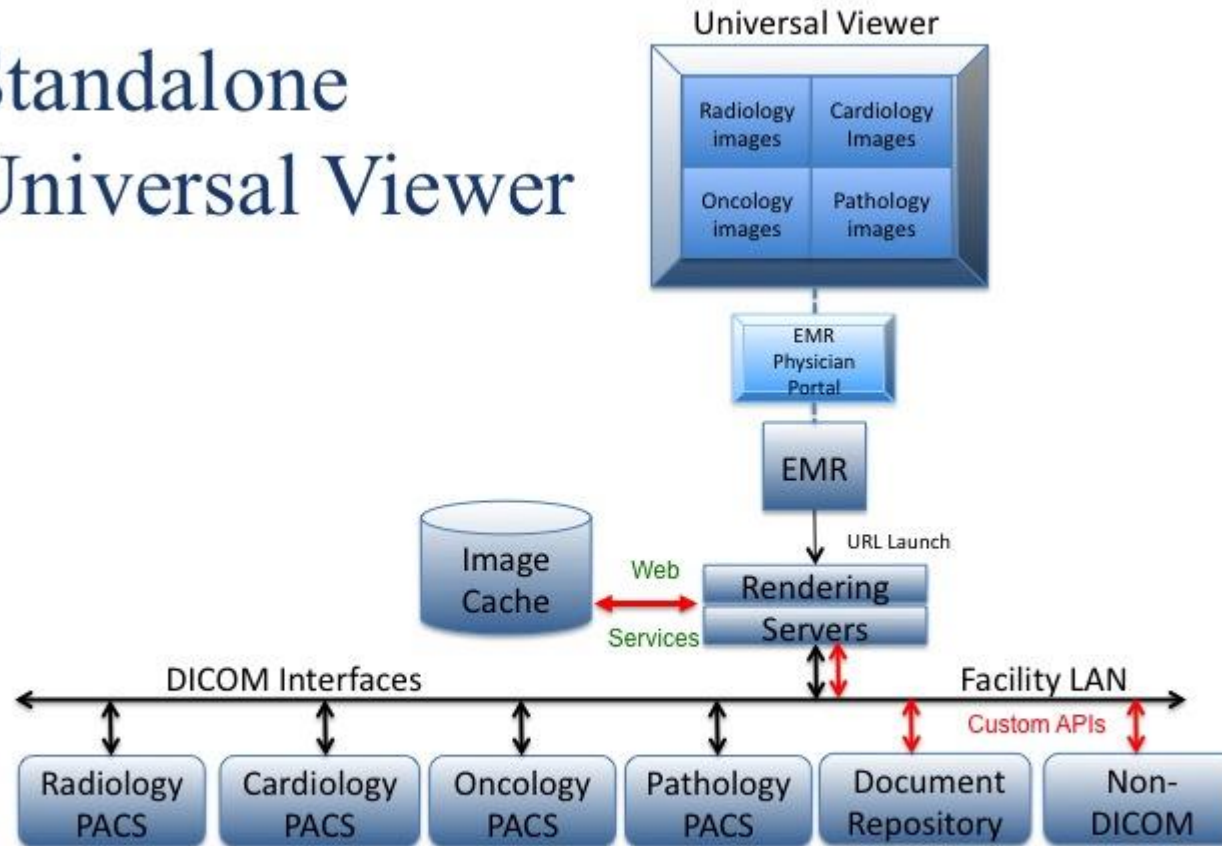 Standalone
Universal Viewer
Universal Viewer
Radiology
images
Cardiology
Images
Oncology
images
Pathology
images
EMR
Physician
Portal
EMR
URL Launch
Image
Cache
Web
Services
Rendering
Servers
DICOM Interfaces
Facility LAN
Custom APIs
Radiology
PACS
Cardiology
PACS
Oncology
PACS
Pathology
PACS
Document
Repository
Non-
DICOM